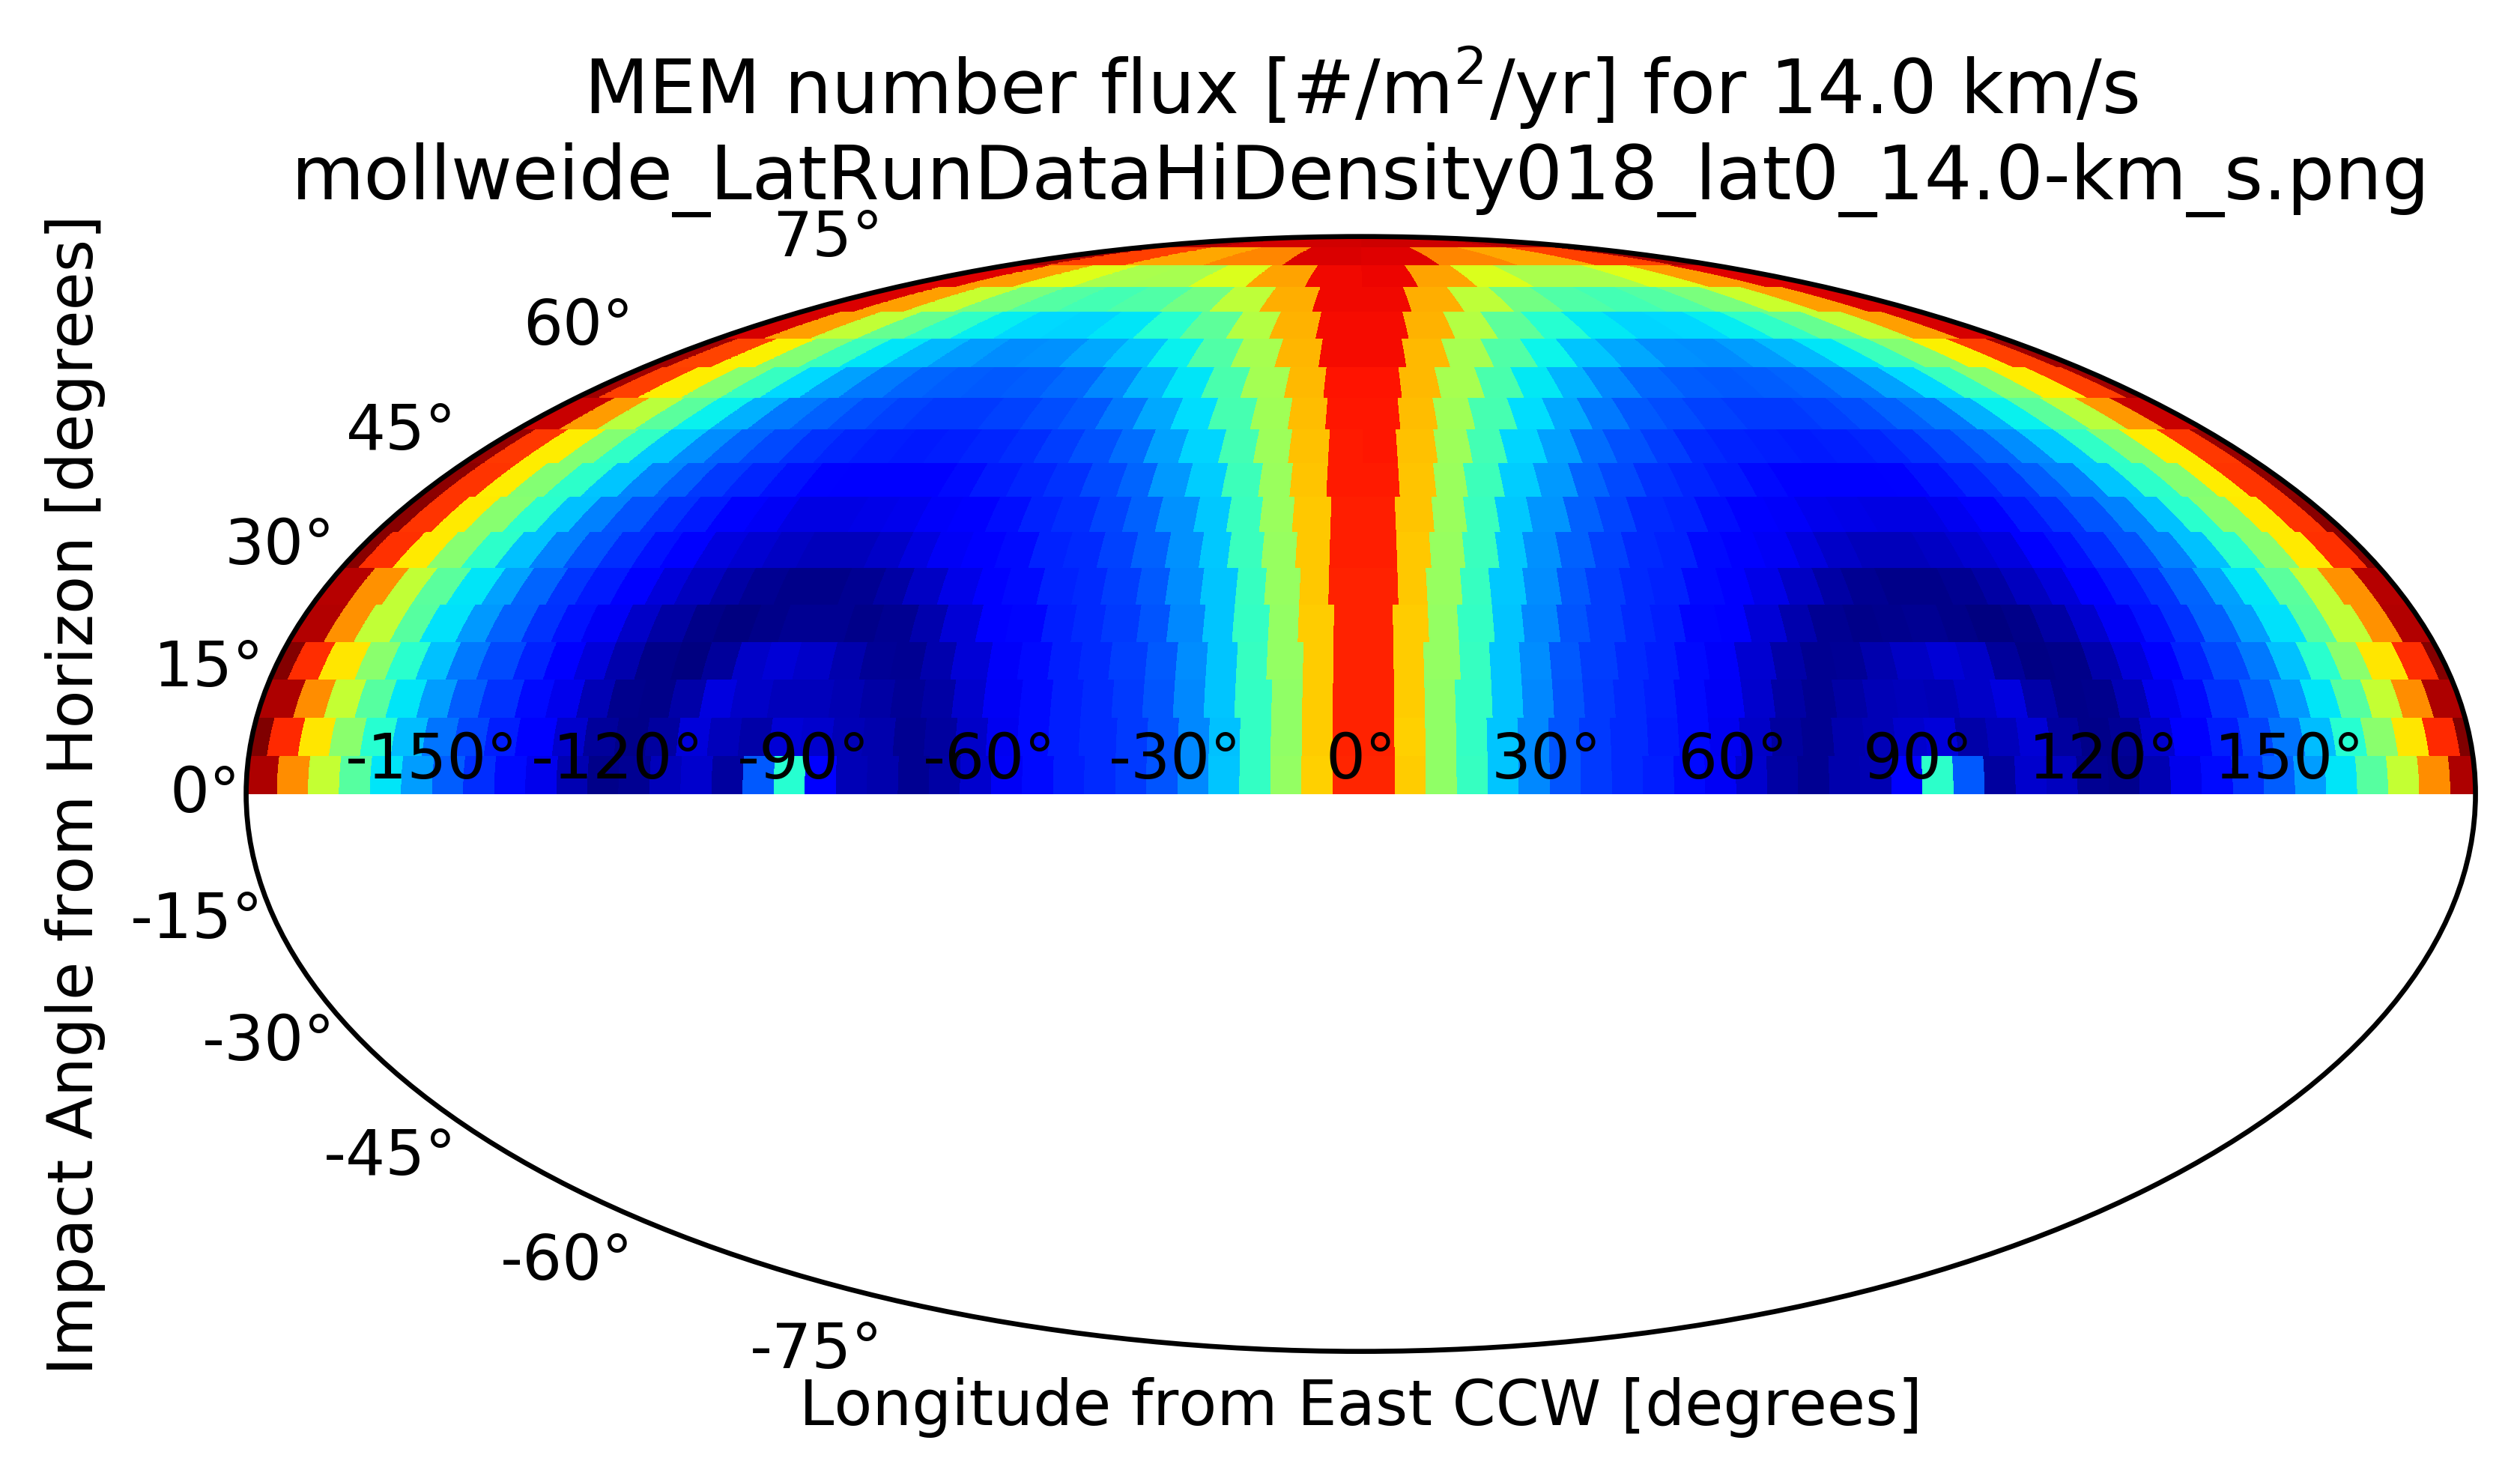 MEM number flux [#/m²/yr] for 14.0 km/s
mollweide_LatRunDataHiDensity018_lat0_14.0-km_s.png
Impact Angle from Horizon [degrees]
75°
60°
45°
30°
15°
0°
-150° -120° -90° -60° -30° 0° 30° 60° 90° 120° 150°
-15°
-30°
-45°
-60°
-75°
Longitude from East CCW [degrees]